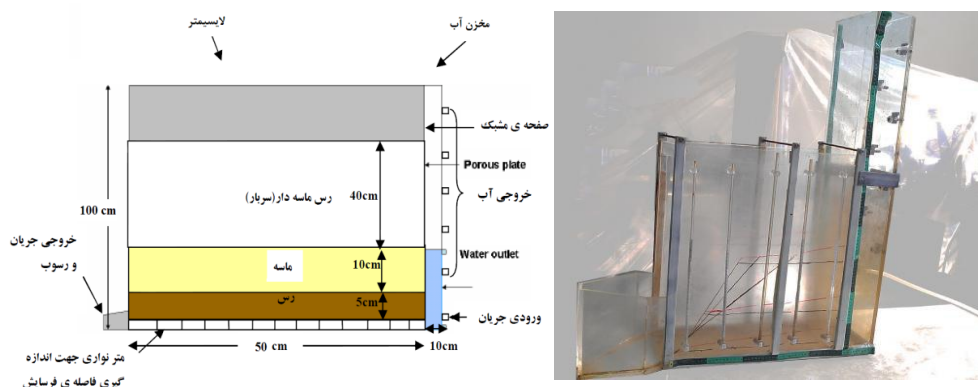 لایسیمتر
مخزن آب
صفحه ی مشبک
Porous plate
خروجی آب
40cm
رس ماسه دار(سربار)
100 cm
Water outlet
خروجی جریان
و رسوب
ماسه
10cm
رس
5cm
ورودی جریان
50 cm
10cm
متر نواری جهت اندازه
گیری فاصله ی فرسایش